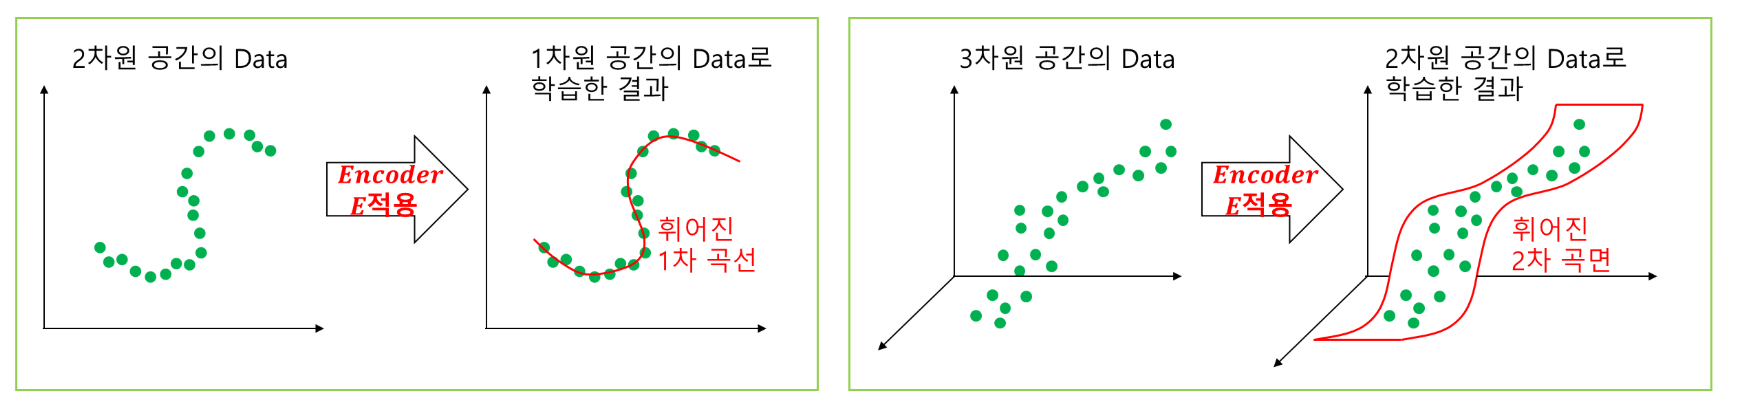 2차원 공간의 Data
Encoder
E적용
1차원 공간의 Data로
학습한 결과
휘어진
1차 곡선
3차원 공간의 Data
Encoder
E적용
2차원 공간의 Data로
학습한 결과
휘어진
2차 곡면